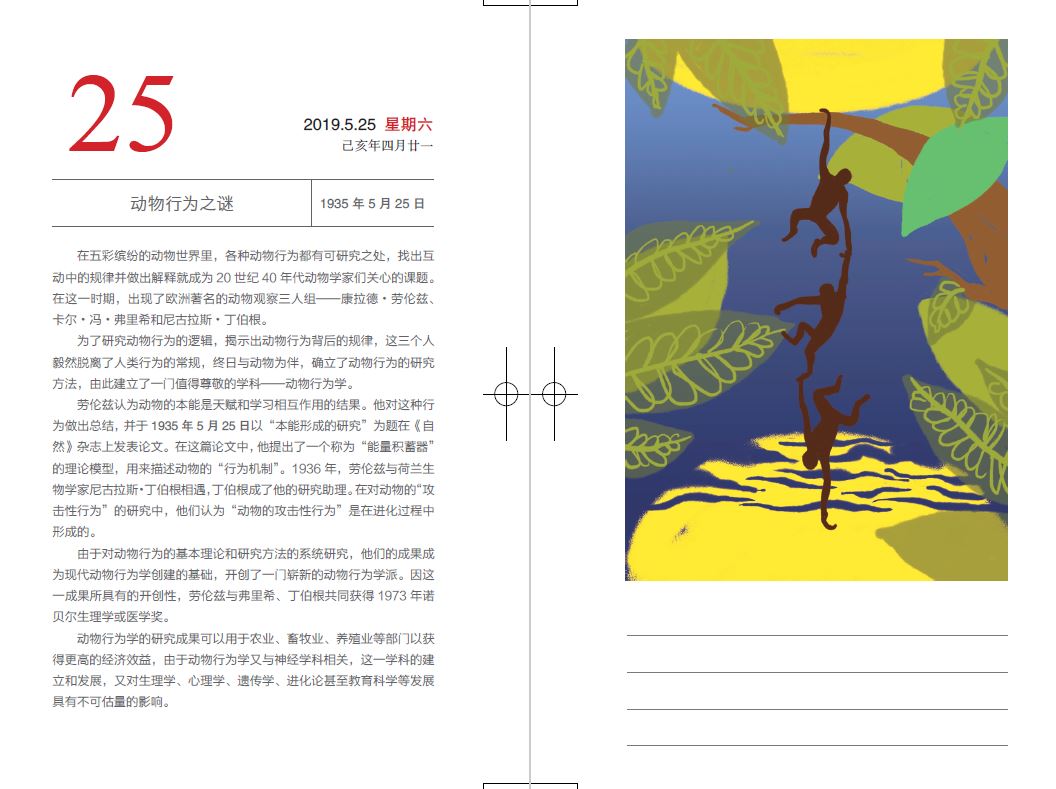 25
2019.5.25 星期六
己亥年四月廿一
动物行为之谜
1935 年 5 月 25 日
在五彩缤纷的动物世界里，各种动物行为都有可研究之处，找出互
动中的规律并做出解释就成为 20 世纪 40 年代动物学家们关心的课题。
在这一时期，出现了欧洲著名的动物观察三人组——康拉德·劳伦兹、
卡尔·冯·弗里希和尼古拉斯·丁伯根。
为了研究动物行为的逻辑，揭示出动物行为背后的规律，这三个人
毅然脱离了人类行为的常规，终日与动物为伴，确立了动物行为的研究
方法，由此建立了一门值得尊敬的学科——动物行为学。
劳伦兹认为动物的本能是天赋和学习相互作用的结果。他对这种行
为做出总结，并于 1935 年 5 月 25 日以“本能形成的研究”为题在《自
然》杂志上发表论文。在这篇论文中，他提出了一个称为“能量积蓄器”
的理论模型，用来描述动物的“行为机制”。1936 年，劳伦兹与荷兰生
物学家尼古拉斯·丁伯根相遇，丁伯根成了他的研究助理。在对动物的“攻
击性行为”的研究中，他们认为“动物的攻击性行为”是在进化过程中
形成的。
由于对动物行为的基本理论和研究方法的系统研究，他们的成果成
为现代动物行为学创建的基础，开创了一门崭新的动物行为学派。因这
一成果所具有的开创性，劳伦兹与弗里希、丁伯根共同获得 1973 年诺
贝尔生理学或医学奖。
动物行为学的研究成果可以用于农业、畜牧业、养殖业等部门以获
得更高的经济效益，由于动物行为学又与神经学科相关，这一学科的建
立和发展，又对生理学、心理学、遗传学、进化论甚至教育科学等发展
具有不可估量的影响。